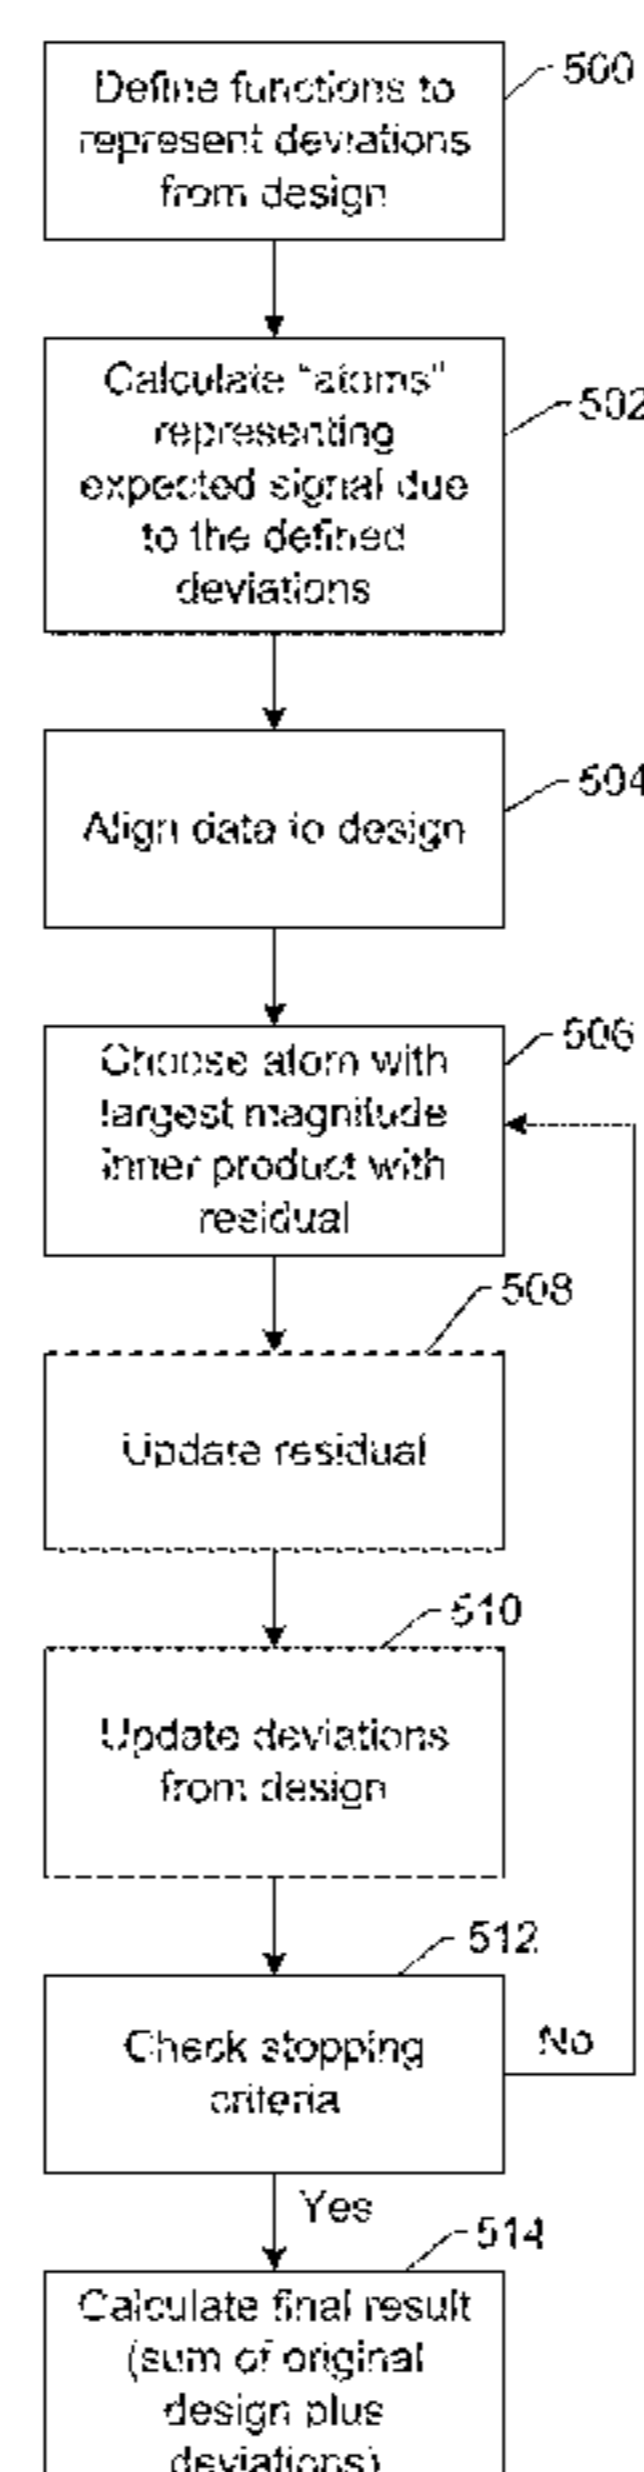 Define functions to
represent deviations
from design
500
Calculate "atoms"
representing
expected signal due
to the defined
deviations
502
Align data to design
504
Choose atom with
largest magnitude
inner product with
residual
506
508
Update residual
510
Update deviations
from design
512
Check stopping
criteria
No
Yes
514
Calculate final result
(sum of original
design plus
deviations)